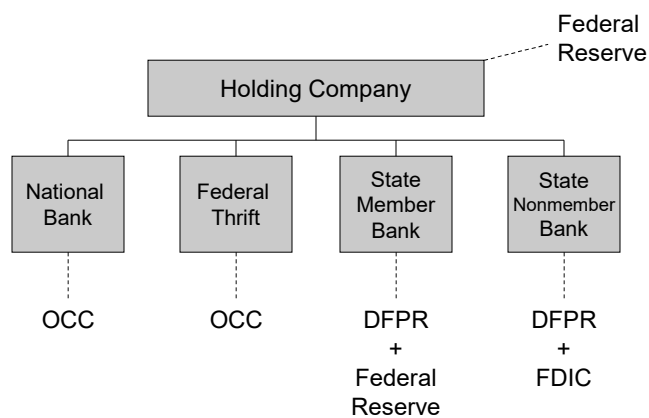 Federal
Reserve
Holding Company
National
Bank
Federal
Thrift
State
Member
Bank
State
Nonmember
Bank
OCC
OCC
DFPR
+
Federal
Reserve
DFPR
+
FDIC